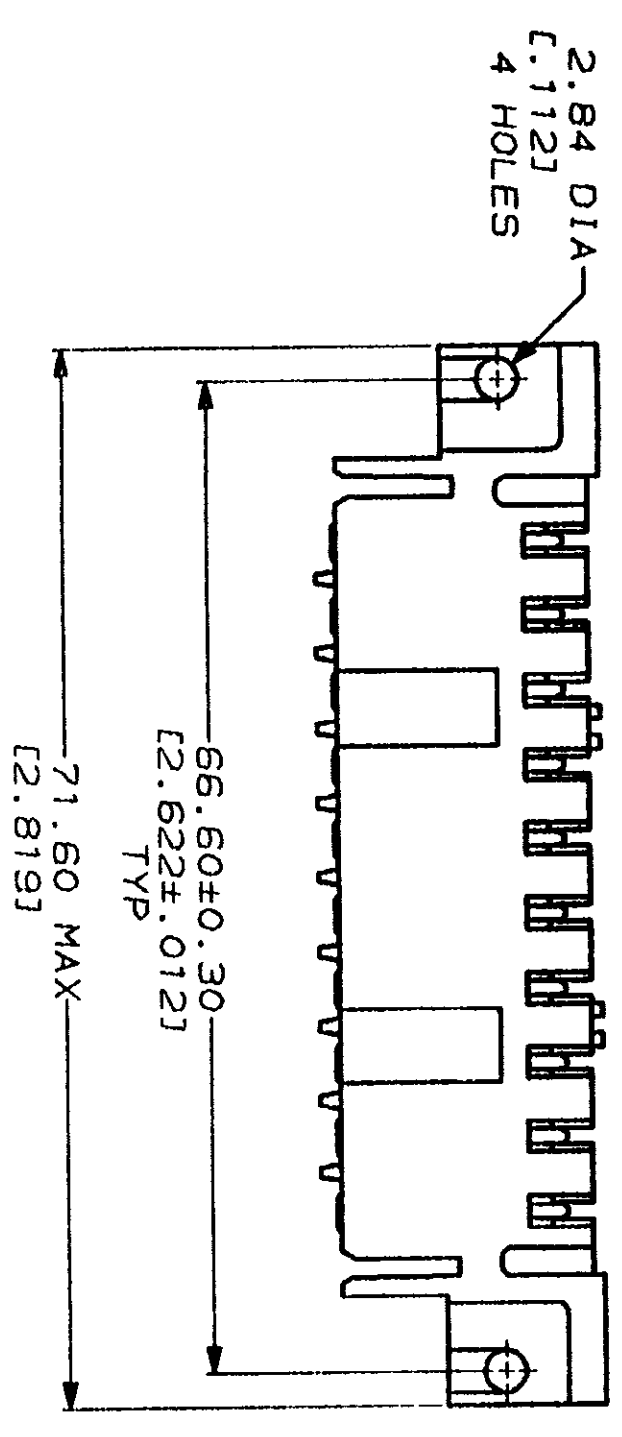 2.84 DIA
[.112]
4 HOLES
66.60±0.30
[2.622±.012]
TYP
71.60 MAX
[2.819]